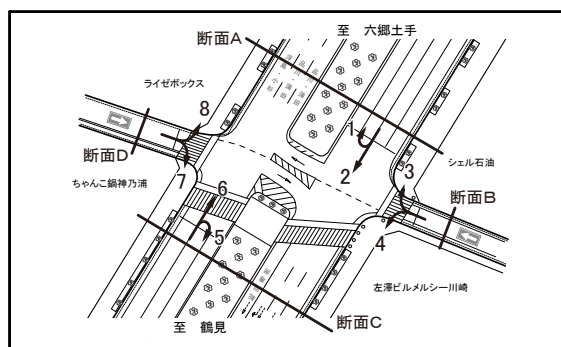 至 六郷土手
断面A
ライゼボックス
8
1
シェル石油
断面D
2
3
ちゃんこ鍋神乃浦
7
6
断面B
5
4
左澤ビルメルシー川崎
至 鶴見
断面C